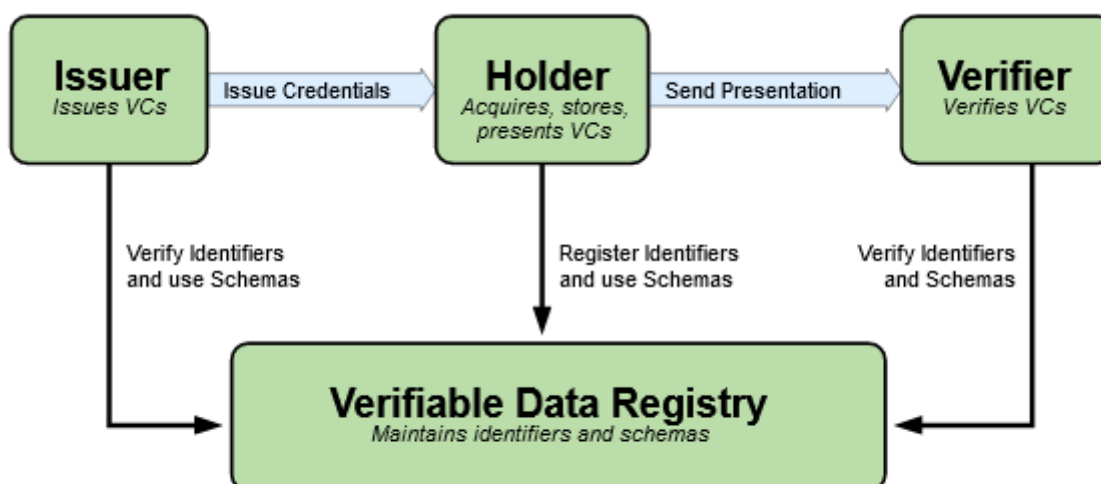 Issuer
Issues VCs
Issue Credentials
Holder
Acquires, stores,
presents VCs
Send Presentation
Verifier
Verifies VCs
Verify Identifiers
and use Schemas
Register Identifiers
and use Schemas
Verify Identifiers
and Schemas
Verifiable Data Registry
Maintains identifiers and schemas